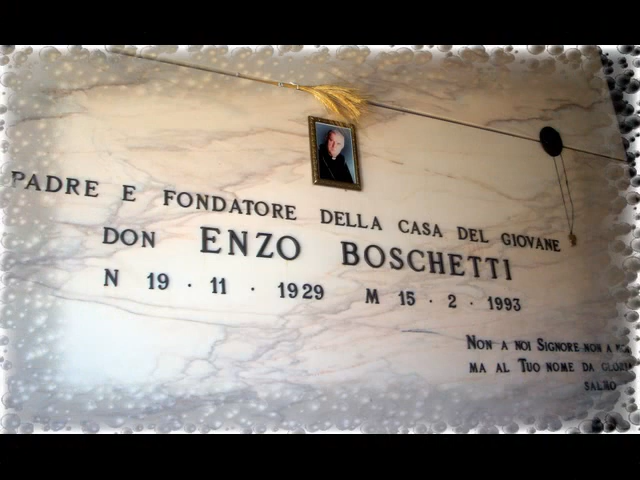 PADRE E FONDATORE DELLA CASA DEL GIOVANE
DON ENZO BOSCHETTI
N 19 · 11 · 1929 M 15 · 2 · 1993
NON A NOI SIGNORE NON A
MA AL TUO NOME DA GLORIA
SALMO